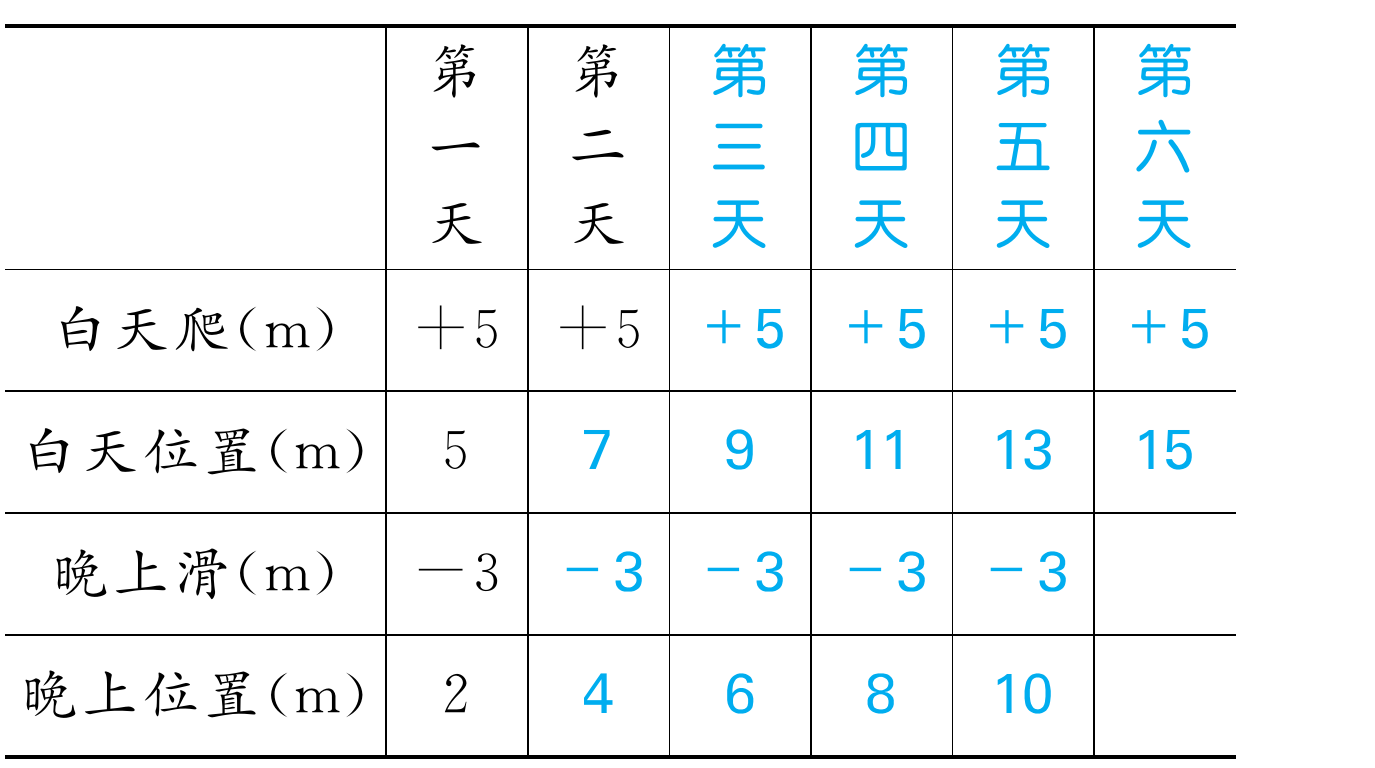 第一天 第二天 第三天 第四天 第五天 第六天
白天爬(m) +5 +5 +5 +5 +5 +5
白天位置(m) 5 7 9 11 13 15
晚上滑(m) -3 -3 -3 -3 -3
晚上位置(m) 2 4 6 8 10